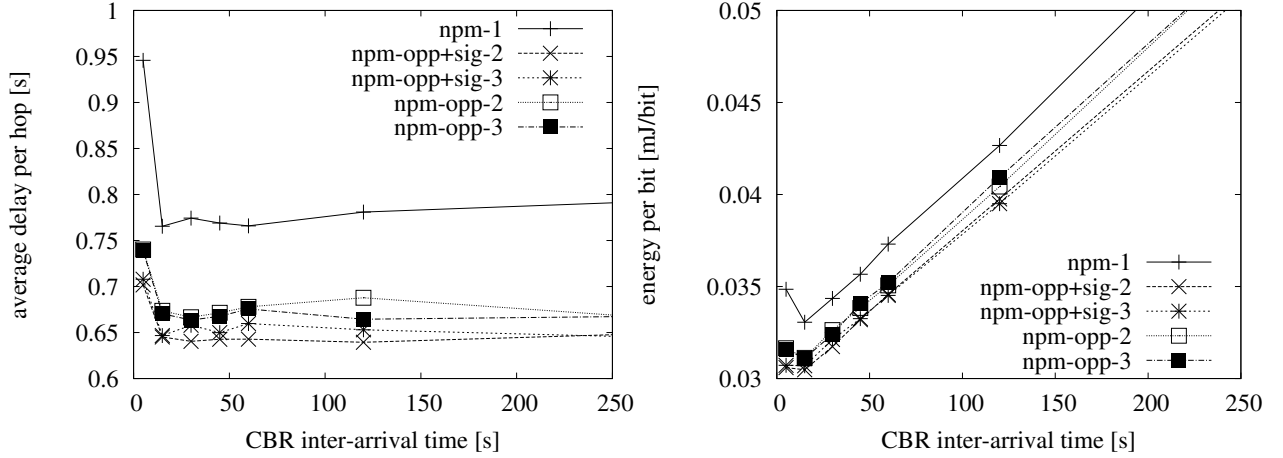 average delay per hop [s]
1
0.95
0.9
0.85
0.8
0.75
0.7
0.65
0.6
npm-1
npm-opp+sig-2
npm-opp+sig-3
npm-opp-2
npm-opp-3
0
50
100
150
200
250
CBR inter-arrival time [s]
energy per bit [mJ/bit]
0.05
0.045
0.04
0.035
0.03
npm-1
npm-opp+sig-2
npm-opp+sig-3
npm-opp-2
npm-opp-3
0
50
100
150
200
250
CBR inter-arrival time [s]